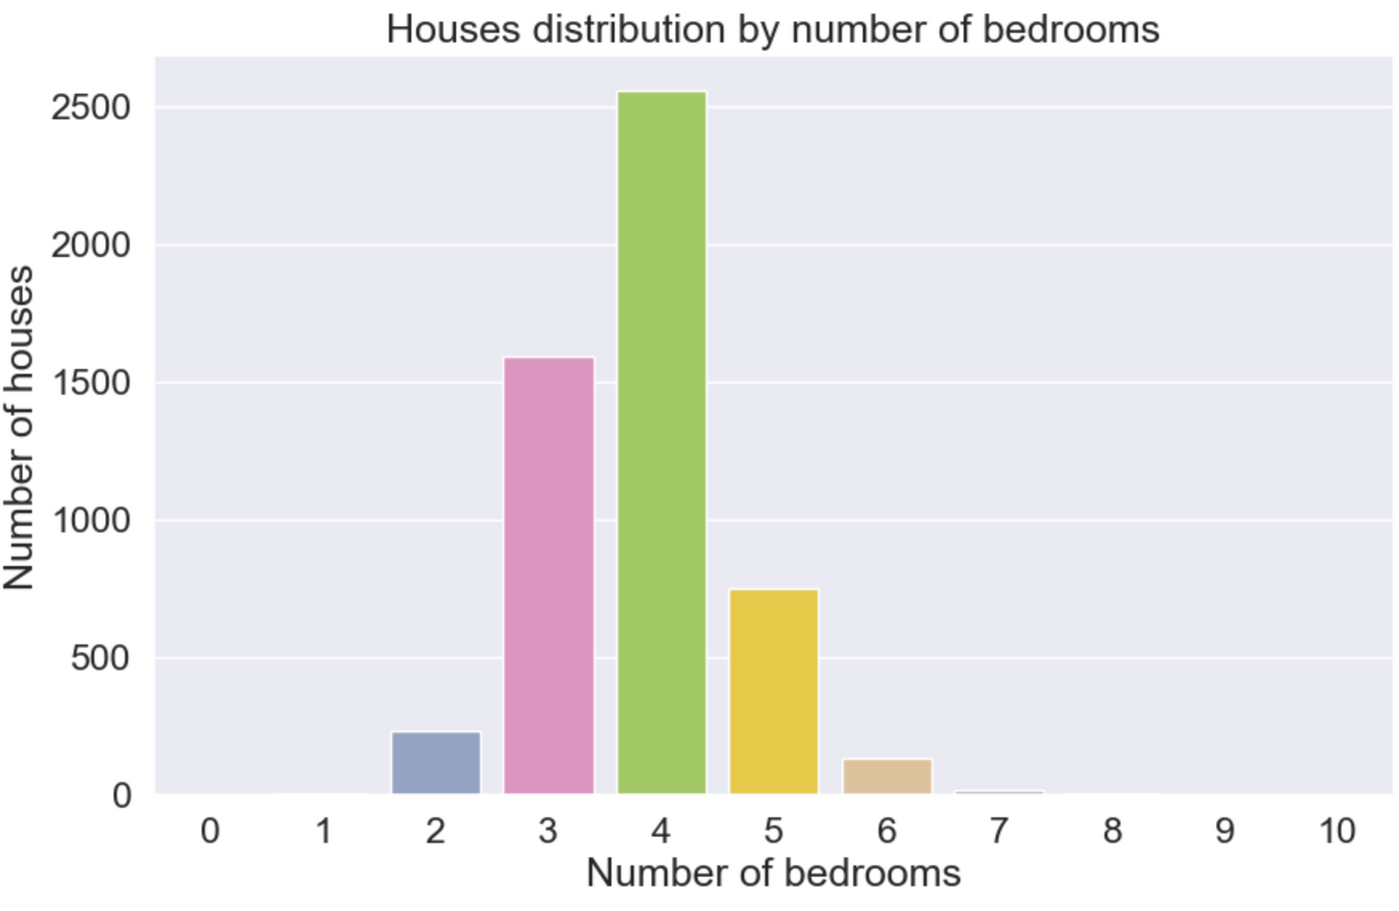 Houses distribution by number of bedrooms
Number of houses
2500
2000
1500
1000
500
0
0 1 2 3 4 5 6 7 8 9 10
Number of bedrooms